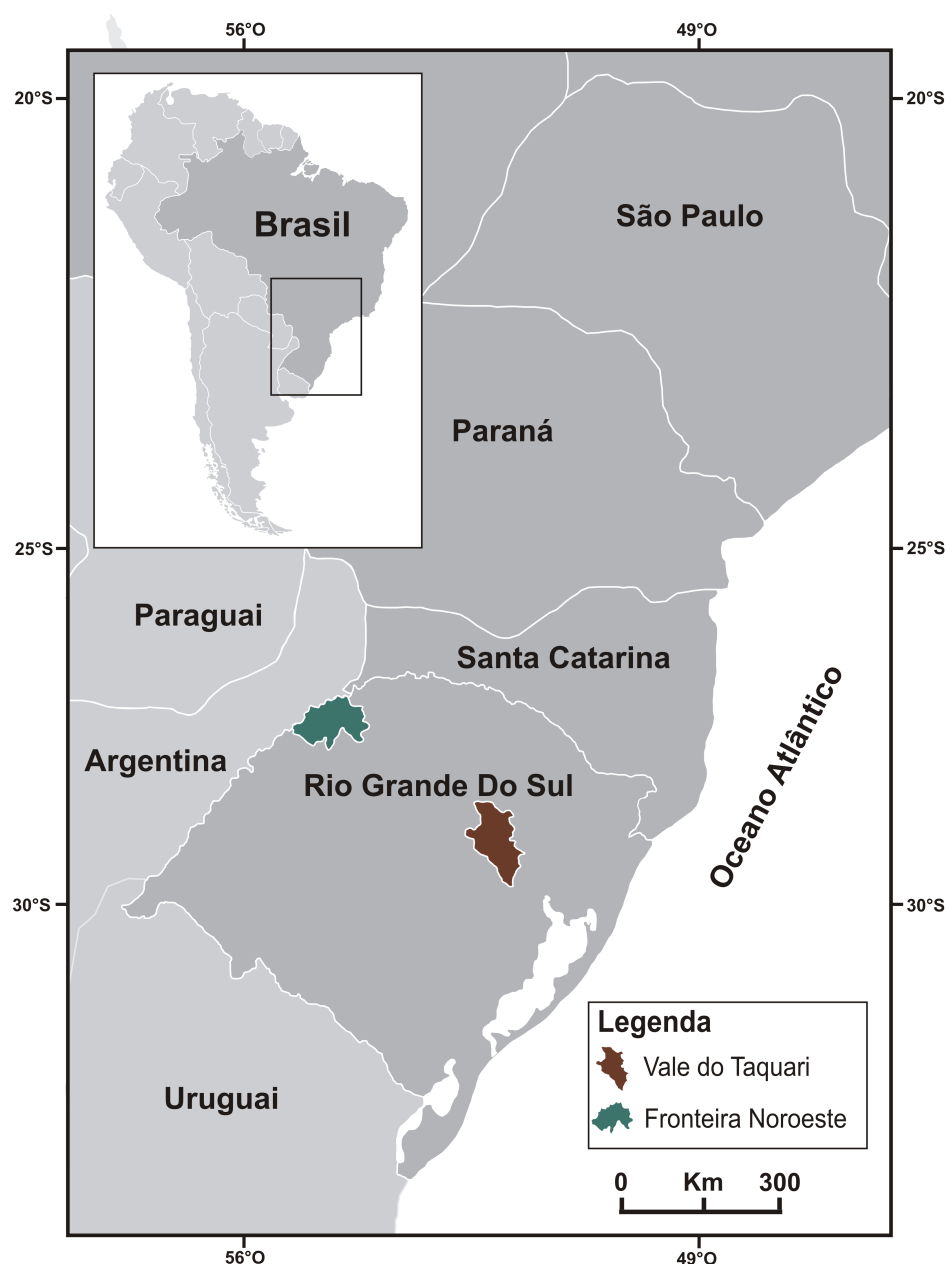 56°O
49°O
20°S
20°S
Brasil
São Paulo
Paraná
25°S
25°S
Paraguai
Santa Catarina
Argentina
Rio Grande Do Sul
Oceano Atlântico
30°S
30°S
Legenda
Vale do Taquari
Fronteira Noroeste
Uruguai
0 Km 300
56°O
49°O